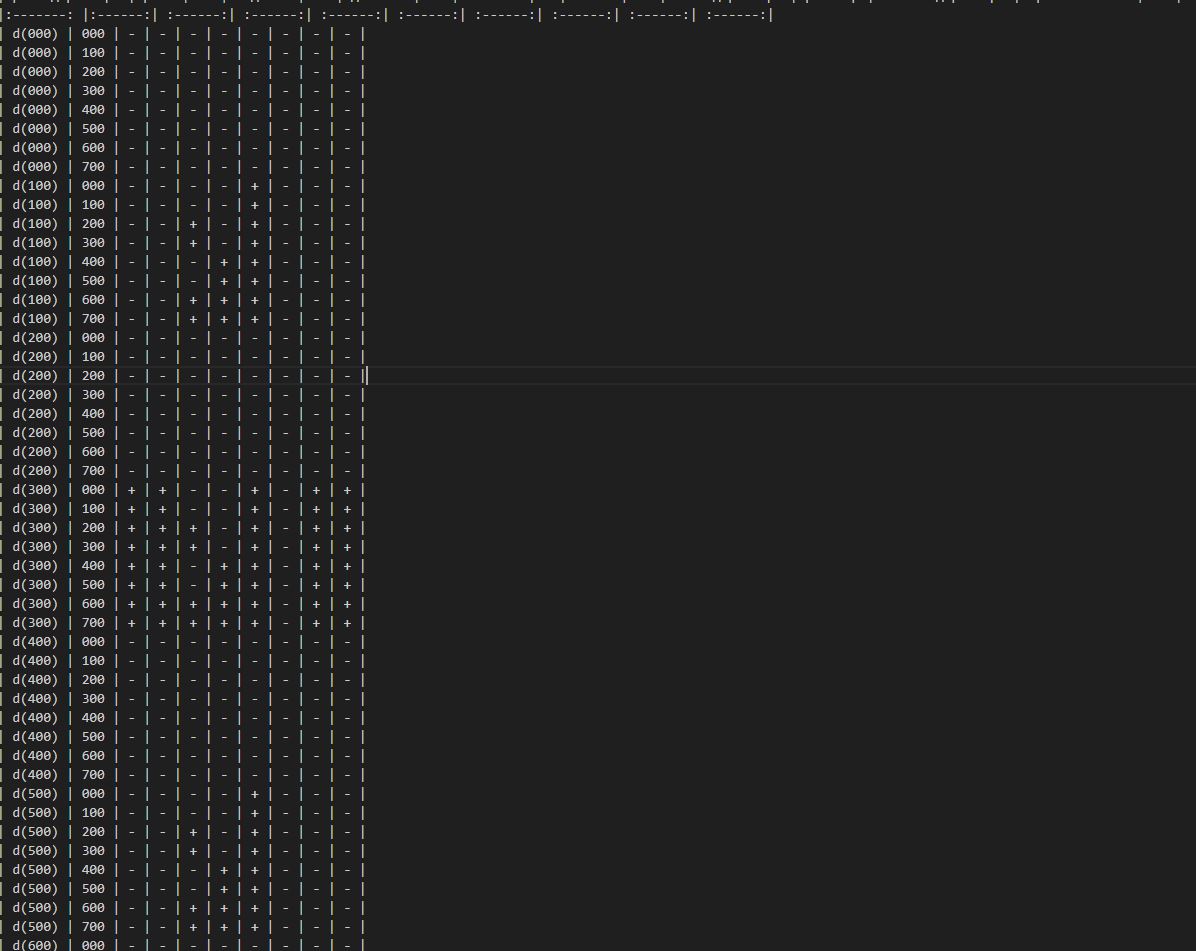 |:-------: |:------:| :------:| :------:| :------:| :------:| :------:| :------:| :------:| :------:|
| d(000) | 000 | - | - | - | - | - | - | - | - |
| d(000) | 100 | - | - | - | - | - | - | - | - |
| d(000) | 200 | - | - | - | - | - | - | - | - |
| d(000) | 300 | - | - | - | - | - | - | - | - |
| d(000) | 400 | - | - | - | - | - | - | - | - |
| d(000) | 500 | - | - | - | - | - | - | - | - |
| d(000) | 600 | - | - | - | - | - | - | - | - |
| d(000) | 700 | - | - | - | - | - | - | - | - |
| d(100) | 000 | - | - | - | - | + | - | - | - |
| d(100) | 100 | - | - | - | - | + | - | - | - |
| d(100) | 200 | - | - | + | - | + | - | - | - |
| d(100) | 300 | - | - | + | - | + | - | - | - |
| d(100) | 400 | - | - | - | + | + | - | - | - |
| d(100) | 500 | - | - | - | + | + | - | - | - |
| d(100) | 600 | - | - | + | + | + | - | - | - |
| d(100) | 700 | - | - | + | + | + | - | - | - |
| d(200) | 000 | - | - | - | - | - | - | - | - |
| d(200) | 100 | - | - | - | - | - | - | - | - |
| d(200) | 200 | - | - | - | - | - | - | - | - |
| d(200) | 300 | - | - | - | - | - | - | - | - |
| d(200) | 400 | - | - | - | - | - | - | - | - |
| d(200) | 500 | - | - | - | - | - | - | - | - |
| d(200) | 600 | - | - | - | - | - | - | - | - |
| d(200) | 700 | - | - | - | - | - | - | - | - |
| d(300) | 000 | + | + | - | - | + | - | + | + |
| d(300) | 100 | + | + | - | - | + | - | + | + |
| d(300) | 200 | + | + | + | - | + | - | + | + |
| d(300) | 300 | + | + | + | - | + | - | + | + |
| d(300) | 400 | + | + | - | + | + | - | + | + |
| d(300) | 500 | + | + | - | + | + | - | + | + |
| d(300) | 600 | + | + | + | + | + | - | + | + |
| d(300) | 700 | + | + | + | + | + | - | + | + |
| d(400) | 000 | - | - | - | - | - | - | - | - |
| d(400) | 100 | - | - | - | - | - | - | - | - |
| d(400) | 200 | - | - | - | - | - | - | - | - |
| d(400) | 300 | - | - | - | - | - | - | - | - |
| d(400) | 400 | - | - | - | - | - | - | - | - |
| d(400) | 500 | - | - | - | - | - | - | - | - |
| d(400) | 600 | - | - | - | - | - | - | - | - |
| d(400) | 700 | - | - | - | - | - | - | - | - |
| d(500) | 000 | - | - | - | - | + | - | - | - |
| d(500) | 100 | - | - | - | - | + | - | - | - |
| d(500) | 200 | - | - | + | - | + | - | - | - |
| d(500) | 300 | - | - | + | - | + | - | - | - |
| d(500) | 400 | - | - | - | + | + | - | - | - |
| d(500) | 500 | - | - | - | + | + | - | - | - |
| d(500) | 600 | - | - | + | + | + | - | - | - |
| d(500) | 700 | - | - | + | + | + | - | - | - |
| d(600) | 000 | - | - | - | - | - | - | - | - |